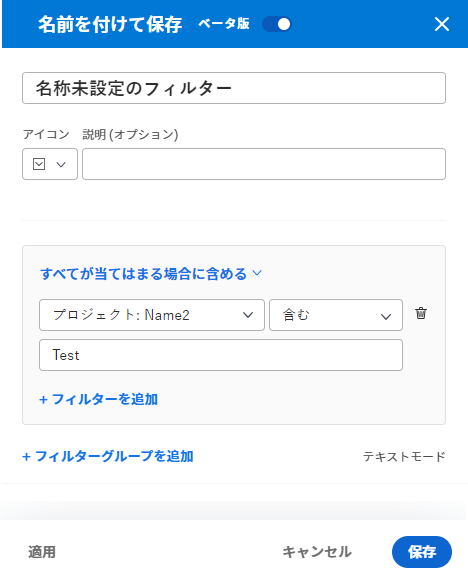 名前を付けて保存 ベータ版
名称未設定のフィルター
アイコン 説明 (オプション)
すべてが当てはまる場合に含める
プロジェクト: Name2 含む
Test
+ フィルターを追加
+ フィルターグループを追加 テキストモード
適用 キャンセル 保存